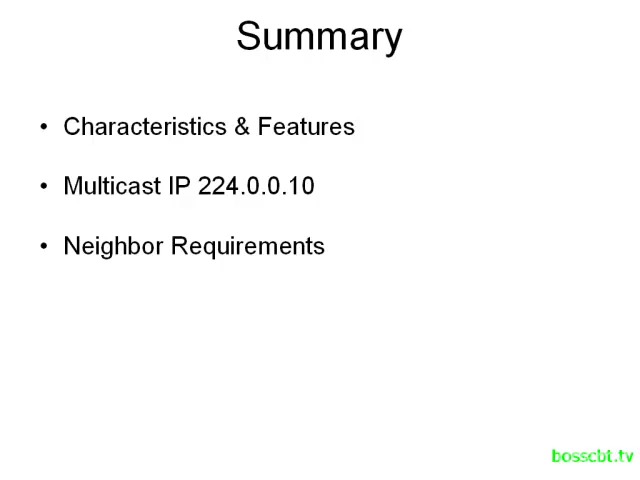 Summary
• Characteristics & Features
• Multicast IP 224.0.0.10
• Neighbor Requirements
bosscbt.tv